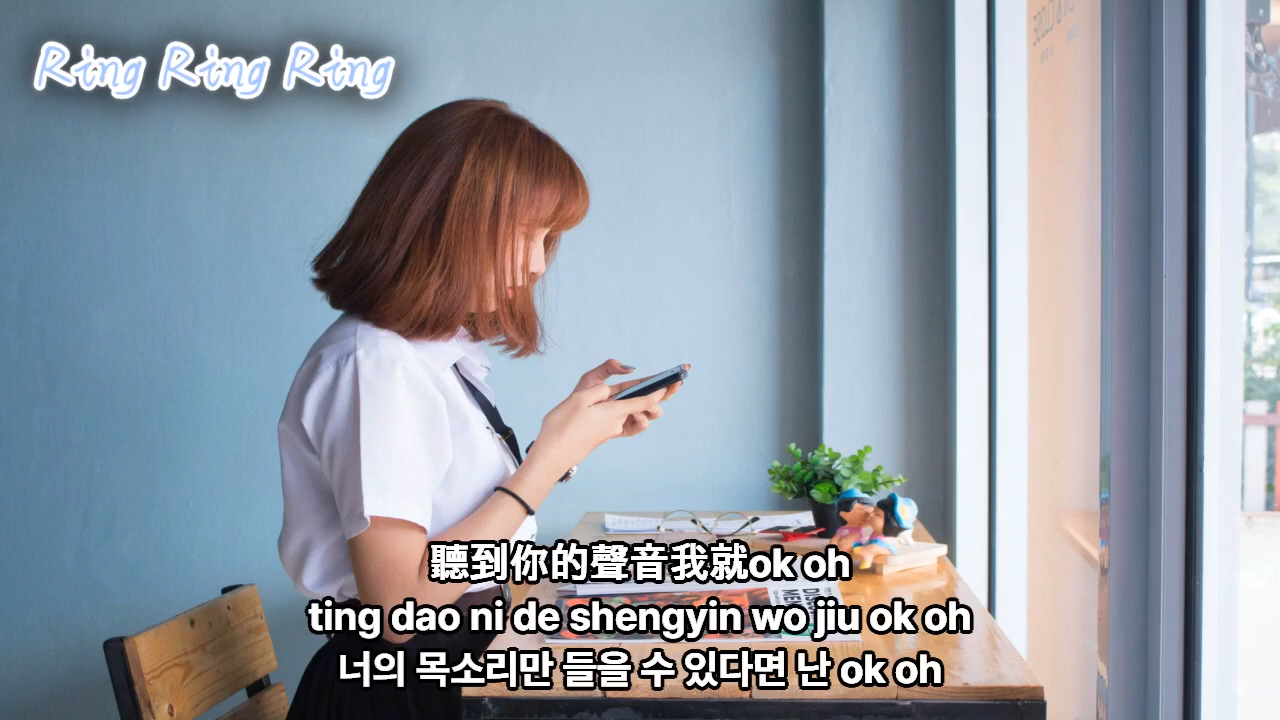 Ring Ring Ring
聽到你的聲音我就ok oh
ting dao ni de shengyin wo jiu ok oh
너의 목소리만 들을 수 있다면 난 ok oh